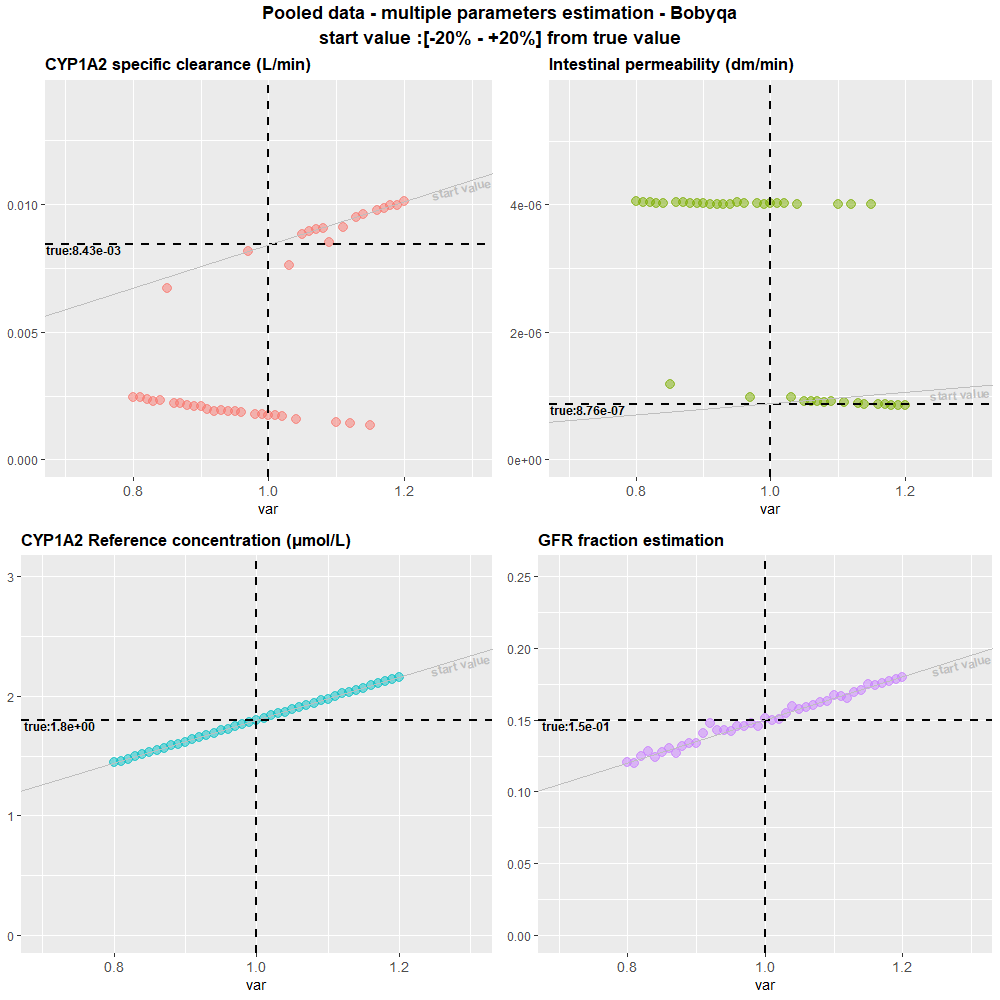 Pooled data - multiple parameters estimation - Bobyqa
start value :[-20% - +20%] from true value
CYP1A2 specific clearance (L/min)
0.010
0.005
0.000
start value
true:8.43e-03
0.8 1.0 1.2
var
Intestinal permeability (dm/min)
4e-06
2e-06
0e+00
start value
true:8.76e-07
0.8 1.0 1.2
var
CYP1A2 Reference concentration (µmol/L)
3
2
1
0
start value
true:1.8e+00
0.8 1.0 1.2
var
GFR fraction estimation
0.25
0.20
0.15
0.10
0.05
0.00
start value
true:1.5e-01
0.8 1.0 1.2
var